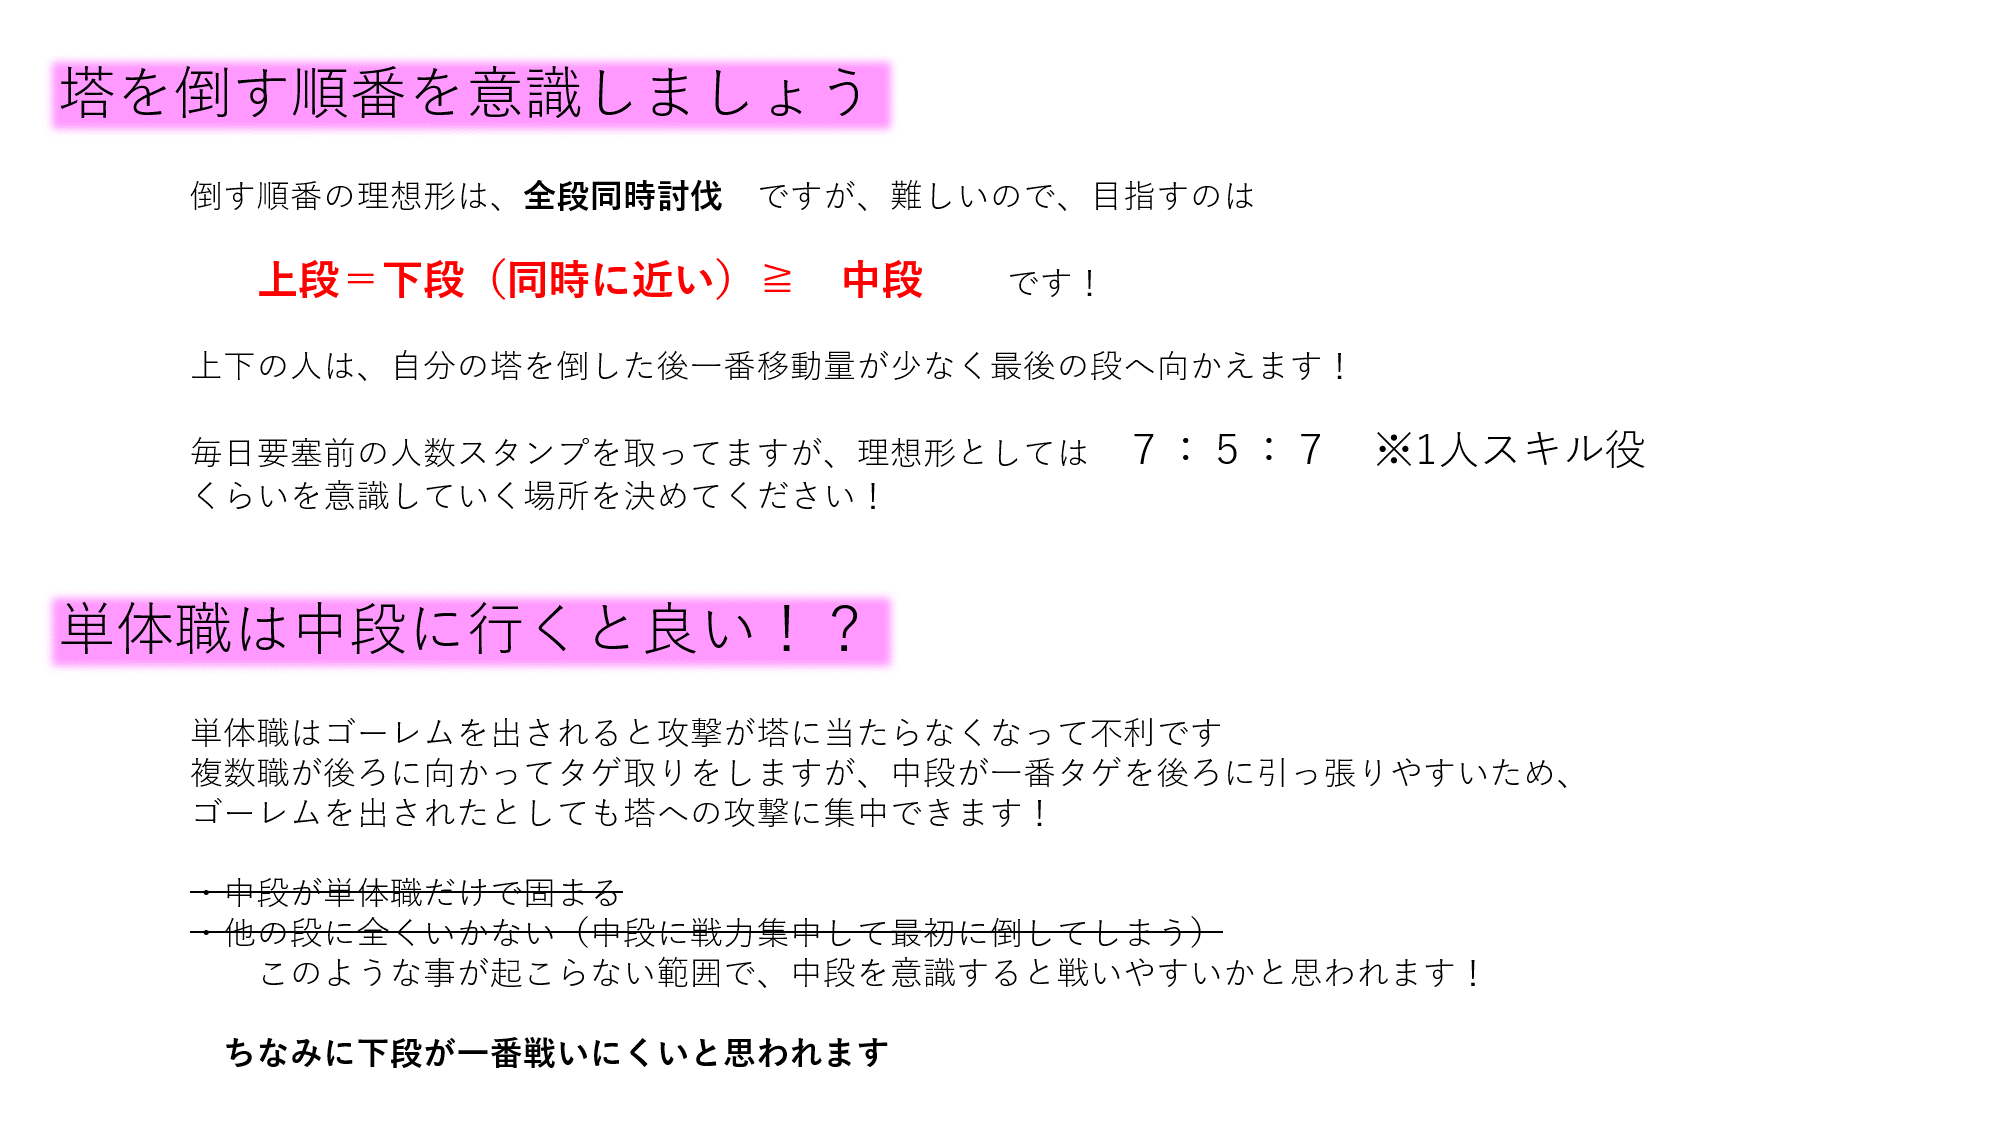 塔を倒す順番を意識しましょう
倒す順番の理想形は、全段同時討伐　ですが、難しいので、目指すのは
上段＝下段（同時に近い）≧　中段　　です！
上下の人は、自分の塔を倒した後一番移動量が少なく最後の段へ向かえます！
毎日要塞前の人数スタンプを取ってますが、理想形としては　７：５：７　※1人スキル役
くらいを意識していく場所を決めてください！
単体職は中段に行くと良い！？
単体職はゴーレムを出されると攻撃が塔に当たらなくなって不利です
複数職が後ろに向かってタゲ取りをしますが、中段が一番タゲを後ろに引っ張りやすいため、
ゴーレムを出されたとしても塔への攻撃に集中できます！
・中段が単体職だけで固まる
・他の段に全くいかない（中段に戦力集中して最初に倒してしまう）
このような事が起こらない範囲で、中段を意識すると戦いやすいかと思われます！
ちなみに下段が一番戦いにくいと思われます